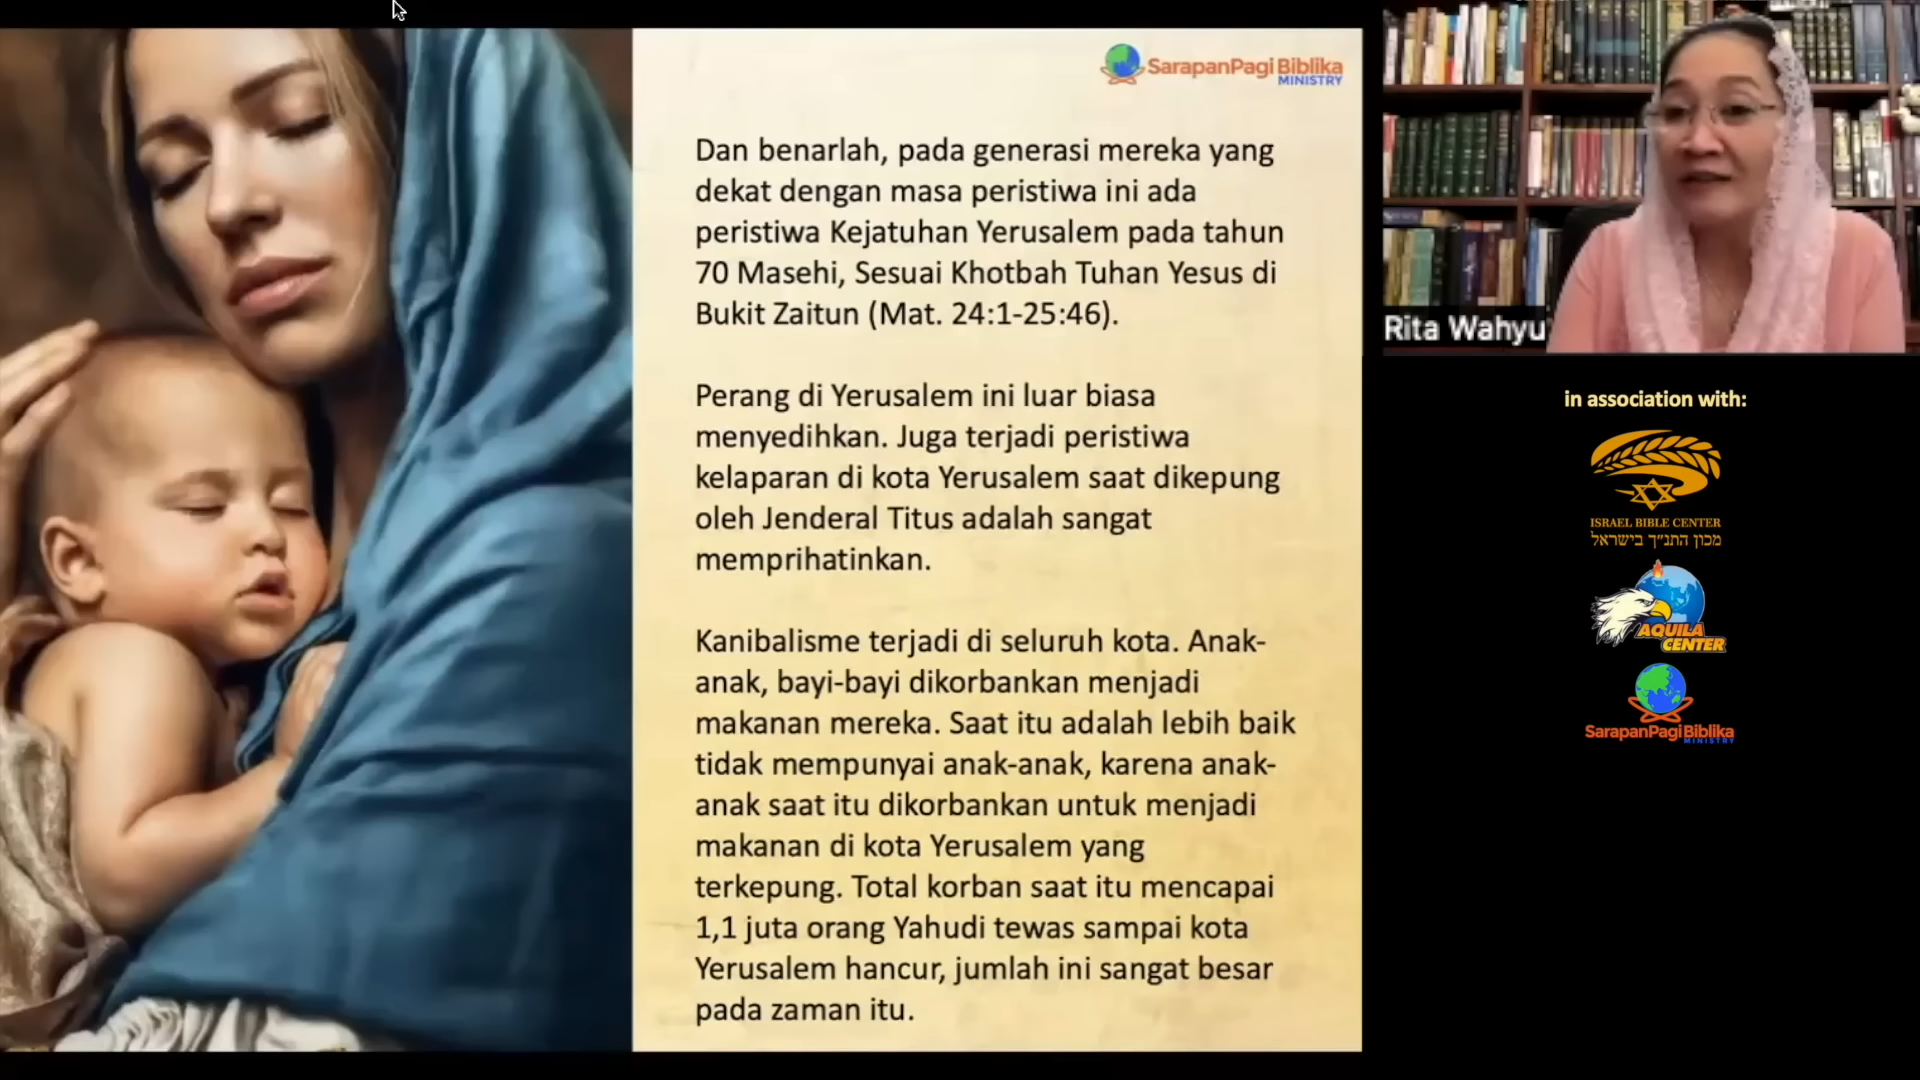 SarapanPagi Biblika
MINISTRY
Dan benarlah, pada generasi mereka yang
dekat dengan masa peristiwa ini ada
peristiwa Kejatuhan Yerusalem pada tahun
70 Masehi, Sesuai Khotbah Tuhan Yesus di
Bukit Zaitun (Mat. 24:1-25:46).
Perang di Yerusalem ini luar biasa
menyedihkan. Juga terjadi peristiwa
kelaparan di kota Yerusalem saat dikepung
oleh Jenderal Titus adalah sangat
memprihatinkan.
Kanibalisme terjadi di seluruh kota. Anak-
anak, bayi-bayi dikorbankan menjadi
makanan mereka. Saat itu adalah lebih baik
tidak mempunyai anak-anak, karena anak-
anak saat itu dikorbankan untuk menjadi
makanan di kota Yerusalem yang
terkepung. Total korban saat itu mencapai
1,1 juta orang Yahudi tewas sampai kota
Yerusalem hancur, jumlah ini sangat besar
pada zaman itu.
Rita Wahyu
in association with:
ISRAEL BIBLE CENTER
מכון התנ״ך בישראל
AQUILA
CENTER
SarapanPagi Biblika
MINISTRY